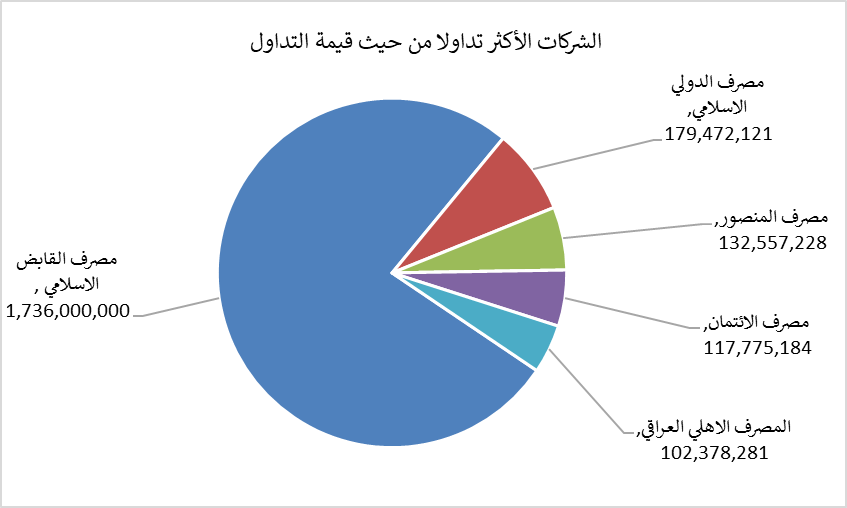 الشركات الأكثر تداولا من حيث قيمة التداول
مصرف الدولي
الاسلامي,
179,472,121
مصرف المنصور,
132,557,228
مصرف الائتمان,
117,775,184
المصرف الاهلي العراقي,
102,378,281
مصرف القابض
الاسلامي ,
1,736,000,000